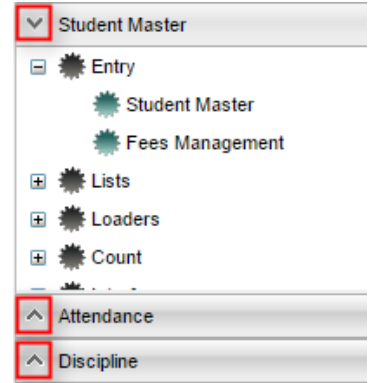 Student Master
Entry
Student Master
Fees Management
Lists
Loaders
Count
Attendance
Discipline